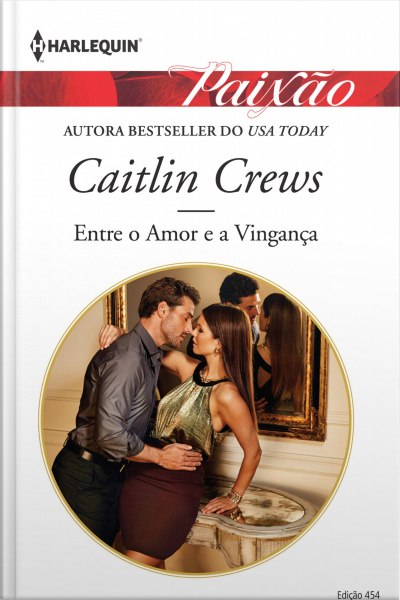 HARLEQUIN®
Paixão
AUTORA BESTSELLER DO USA TODAY
Caitlin Crews
Entre o Amor e a Vingança
Edição 454